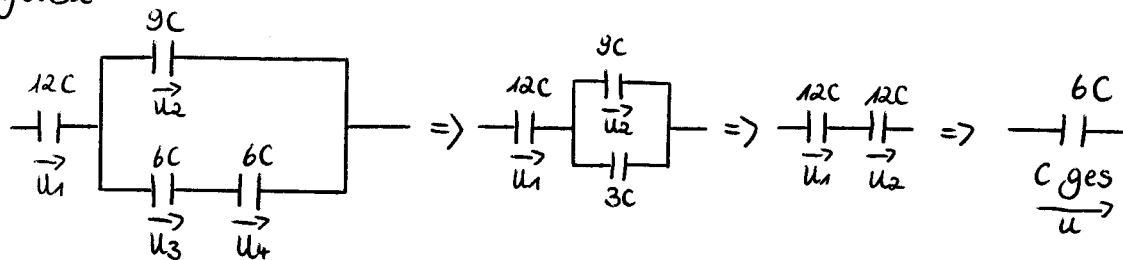 9C
12C
u2
u1
6C 6C
u3 u4
=>
9C
12C
u2
u1
3C
=>
12C 12C
u1 u2
=>
6C
C ges
u